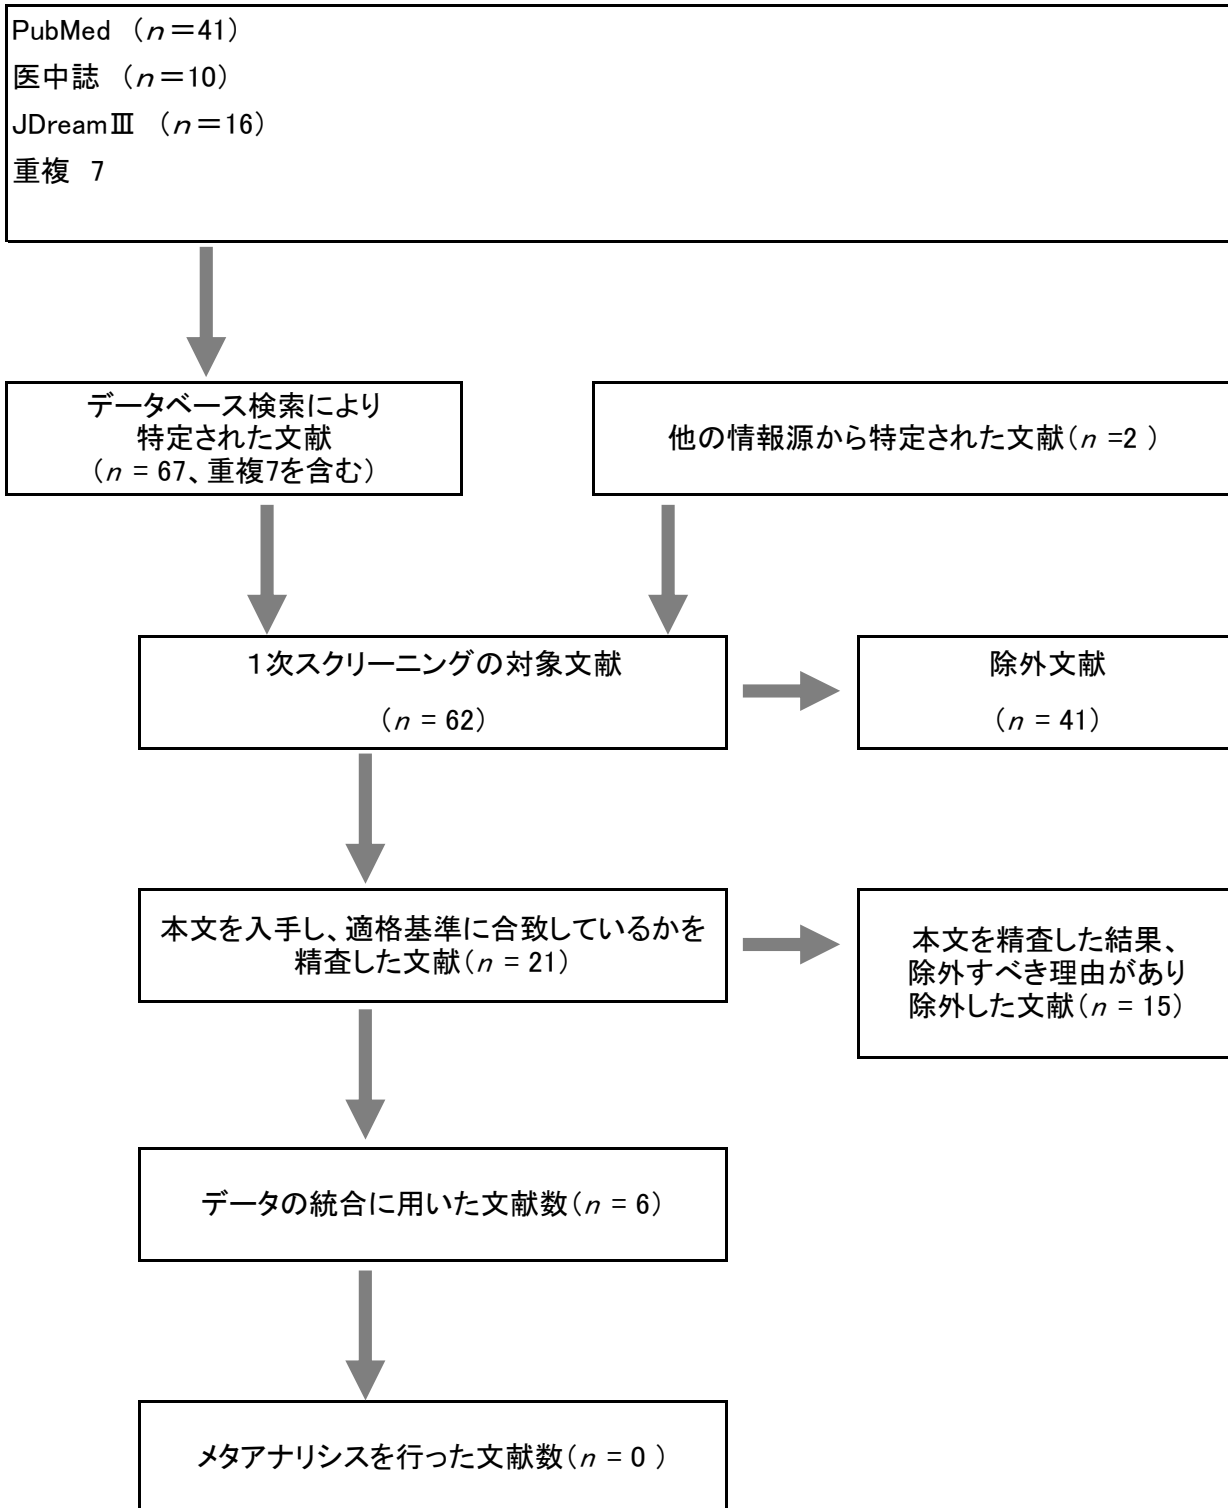 PubMed （n＝41）
医中誌 （n＝10）
JDreamⅢ （n＝16）
重複 7
データベース検索により
特定された文献
（n = 67、重複7を含む）
他の情報源から特定された文献（n =2 ）
１次スクリーニングの対象文献
（n = 62）
除外文献
（n = 41）
本文を入手し、適格基準に合致しているかを
精査した文献（n = 21）
本文を精査した結果、
除外すべき理由があり
除外した文献（n = 15）
データの統合に用いた文献数（n = 6）
メタアナリシスを行った文献数（n = 0 ）